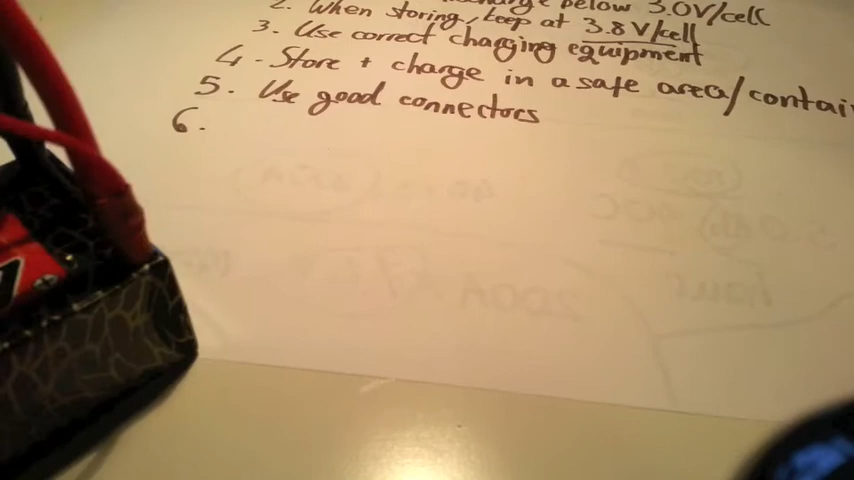 below 3.0V/cell
2. When storing, keep at 3.8V/cell
3. Use correct charging equipment
4 - Store + charge in a safe area/contai
5. Use good connectors
6.